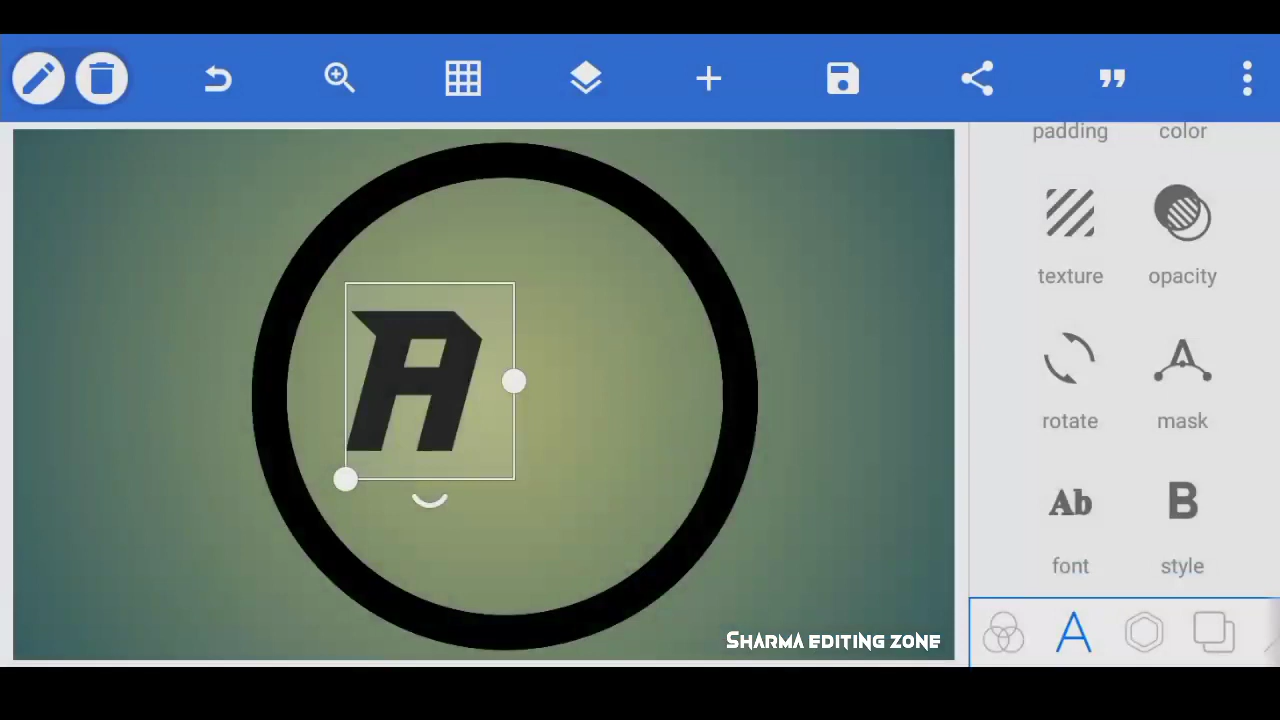 padding color
texture opacity
A
rotate mask
Ab B
font style
SHARMA EDITING ZONE